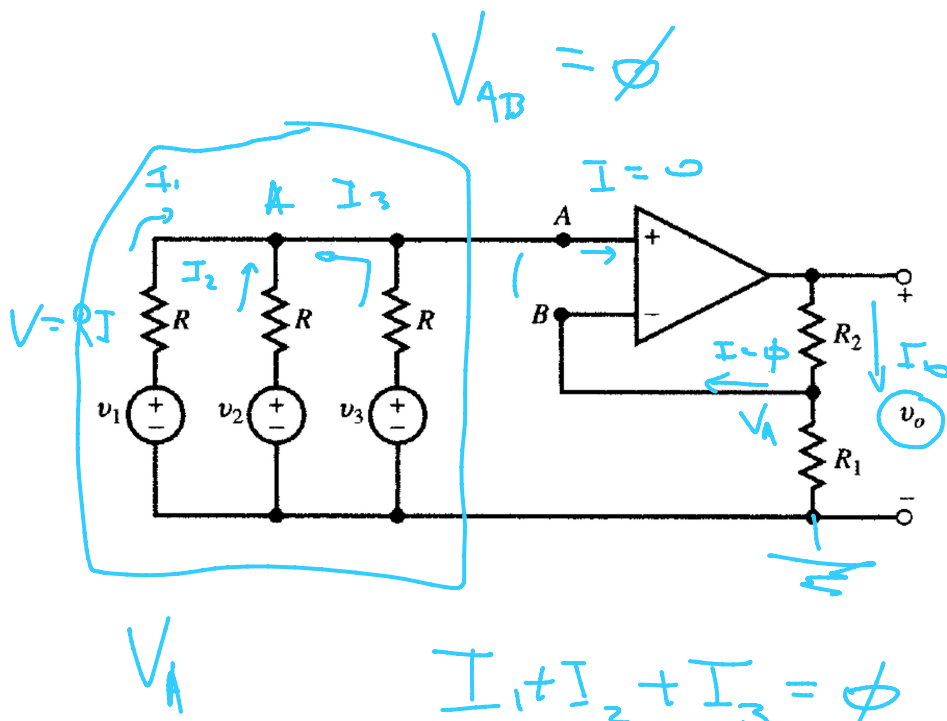 V_AB = ϕ
I₁ A I₃ I = 0
A
I₂
+
V = RI R R R B − R₂ +
I = ϕ I₀
v₁ + − v₂ + − v₃ + − V_A v₀
R₁
−
V_A I₁ + I₂ + I₃ = ϕ